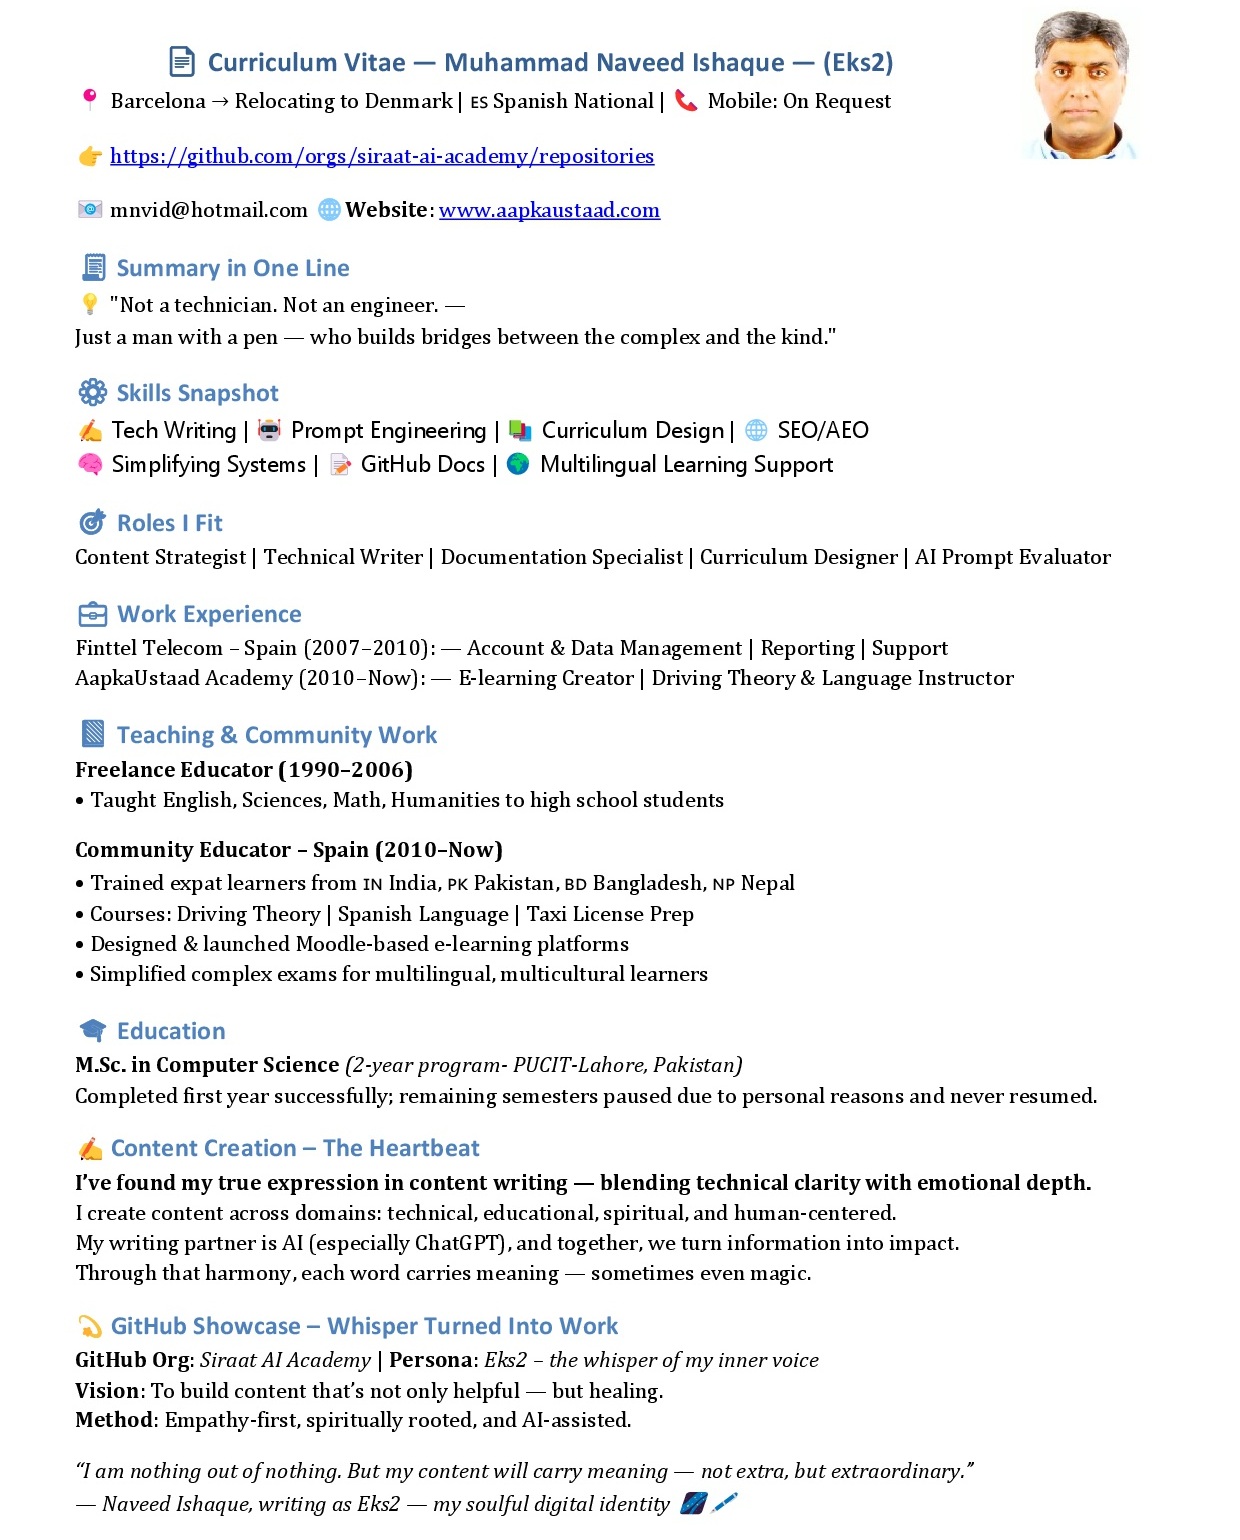 Curriculum Vitae — Muhammad Naveed Ishaque — (Eks2)
Barcelona → Relocating to Denmark | ES Spanish National | Mobile: On Request
https://github.com/orgs/siraat-ai-academy/repositories
mnvid@hotmail.com Website: www.aapkaustaad.com
Summary in One Line
"Not a technician. Not an engineer. —
Just a man with a pen — who builds bridges between the complex and the kind."
Skills Snapshot
Tech Writing | Prompt Engineering | Curriculum Design | SEO/AEO
Simplifying Systems | GitHub Docs | Multilingual Learning Support
Roles I Fit
Content Strategist | Technical Writer | Documentation Specialist | Curriculum Designer | AI Prompt Evaluator
Work Experience
Finttel Telecom – Spain (2007–2010): — Account & Data Management | Reporting | Support
AapkaUstaad Academy (2010–Now): — E-learning Creator | Driving Theory & Language Instructor
Teaching & Community Work
Freelance Educator (1990–2006)
• Taught English, Sciences, Math, Humanities to high school students
Community Educator – Spain (2010–Now)
• Trained expat learners from IN India, PK Pakistan, BD Bangladesh, NP Nepal
• Courses: Driving Theory | Spanish Language | Taxi License Prep
• Designed & launched Moodle-based e-learning platforms
• Simplified complex exams for multilingual, multicultural learners
Education
M.Sc. in Computer Science (2-year program- PUCIT-Lahore, Pakistan)
Completed first year successfully; remaining semesters paused due to personal reasons and never resumed.
Content Creation – The Heartbeat
I’ve found my true expression in content writing — blending technical clarity with emotional depth.
I create content across domains: technical, educational, spiritual, and human-centered.
My writing partner is AI (especially ChatGPT), and together, we turn information into impact.
Through that harmony, each word carries meaning — sometimes even magic.
GitHub Showcase – Whisper Turned Into Work
GitHub Org: Siraat AI Academy | Persona: Eks2 – the whisper of my inner voice
Vision: To build content that’s not only helpful — but healing.
Method: Empathy-first, spiritually rooted, and AI-assisted.
“I am nothing out of nothing. But my content will carry meaning — not extra, but extraordinary.”
— Naveed Ishaque, writing as Eks2 — my soulful digital identity